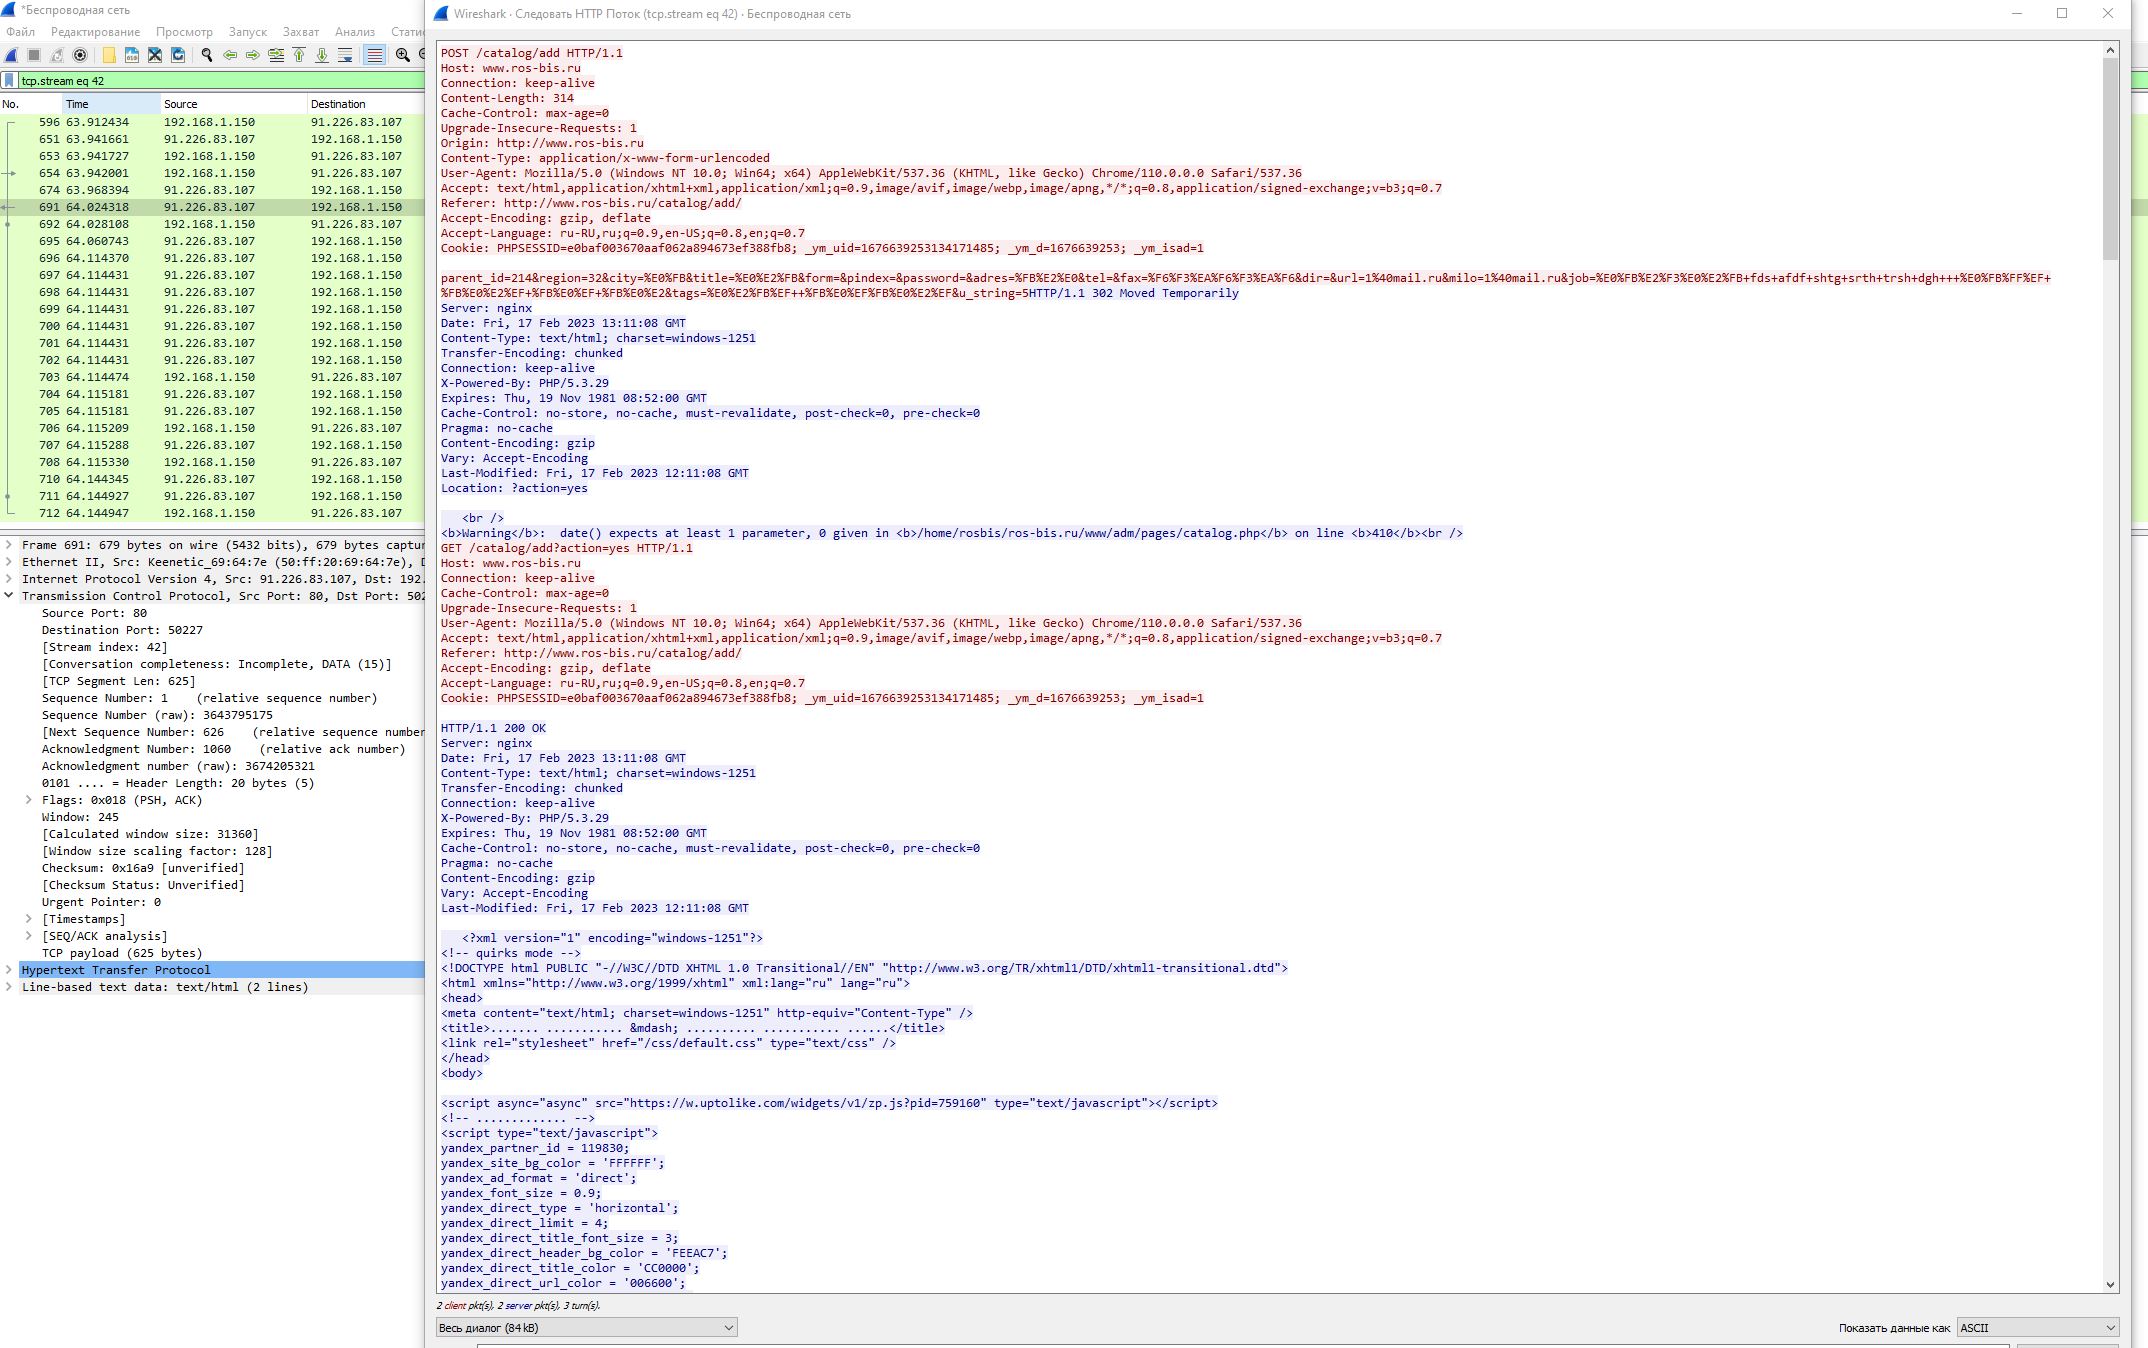 *Беспроводная сеть
Файл Редактирование Просмотр Запуск Захват Анализ
tcp.stream eq 42
No. Time Source Destination
596 63.912434 192.168.1.150 91.226.83.107
651 63.941661 91.226.83.107 192.168.1.150
653 63.941727 192.168.1.150 91.226.83.107
654 63.942001 192.168.1.150 91.226.83.107
674 63.968394 91.226.83.107 192.168.1.150
691 64.024318 91.226.83.107 192.168.1.150
692 64.028108 192.168.1.150 91.226.83.107
695 64.060743 91.226.83.107 192.168.1.150
696 64.114370 91.226.83.107 192.168.1.150
697 64.114431 91.226.83.107 192.168.1.150
698 64.114431 91.226.83.107 192.168.1.150
699 64.114431 91.226.83.107 192.168.1.150
700 64.114431 91.226.83.107 192.168.1.150
701 64.114431 91.226.83.107 192.168.1.150
702 64.114431 91.226.83.107 192.168.1.150
703 64.114474 192.168.1.150 91.226.83.107
704 64.115181 91.226.83.107 192.168.1.150
705 64.115181 91.226.83.107 192.168.1.150
706 64.115209 192.168.1.150 91.226.83.107
707 64.115288 91.226.83.107 192.168.1.150
708 64.115330 192.168.1.150 91.226.83.107
710 64.144345 91.226.83.107 192.168.1.150
711 64.144927 91.226.83.107 192.168.1.150
712 64.144947 192.168.1.150 91.226.83.107
Frame 691: 679 bytes on wire (5432 bits), 679 bytes
Ethernet II, Src: Keenetic_69:64:7e (50:ff:20:69:64:7e),
Internet Protocol Version 4, Src: 91.226.83.107, Dst: 192.
Transmission Control Protocol, Src Port: 80, Dst Port: 502
Source Port: 80
Destination Port: 50227
[Stream index: 42]
[Conversation completeness: Incomplete, DATA (15)]
[TCP Segment Len: 625]
Sequence Number: 1 (relative sequence number)
Sequence Number (raw): 3643795175
[Next Sequence Number: 626 (relative sequence number
Acknowledgment Number: 1060 (relative ack number)
Acknowledgment number (raw): 3674205321
0101 .... = Header Length: 20 bytes (5)
Flags: 0x018 (PSH, ACK)
Window: 245
[Calculated window size: 31360]
[Window size scaling factor: 128]
Checksum: 0x16a9 [unverified]
[Checksum Status: Unverified]
Urgent Pointer: 0
[Timestamps]
[SEQ/ACK analysis]
TCP payload (625 bytes)
Hypertext Transfer Protocol
Line-based text data: text/html (2 lines)
Wireshark · Следовать HTTP Поток (tcp.stream eq 42) · Беспроводная сеть
POST /catalog/add HTTP/1.1
Host: www.ros-bis.ru
Connection: keep-alive
Content-Length: 314
Cache-Control: max-age=0
Upgrade-Insecure-Requests: 1
Origin: http://www.ros-bis.ru
Content-Type: application/x-www-form-urlencoded
User-Agent: Mozilla/5.0 (Windows NT 10.0; Win64; x64) AppleWebKit/537.36 (KHTML, like Gecko) Chrome/110.0.0.0 Safari/537.36
Accept: text/html,application/xhtml+xml,application/xml;q=0.9,image/avif,image/webp,image/apng,*/*;q=0.8,application/signed-exchange;v=b3;q=0.7
Referer: http://www.ros-bis.ru/catalog/add/
Accept-Encoding: gzip, deflate
Accept-Language: ru-RU,ru;q=0.9,en-US;q=0.8,en;q=0.7
Cookie: PHPSESSID=e0baf003670aaf062a894673ef388fb8; _ym_uid=1676639253134171485; _ym_d=1676639253; _ym_isad=1
parent_id=214&region=32&city=%E0%FB&title=%E0%E2%FB&form=&pindex=&password=&adres=%FB%E2%E0&tel=&fax=%F6%F3%EA%F6%F3%EA%F6&dir=&url=1%40mail.ru&milo=1%40mail.ru&job=%E0%FB%E2%F3%E0%E2%FB+fds+afdf+shtg+srth+trsh+dgh+++%E0%FB%FF%EF+
%FB%E0%E2%EF+%FB%E0%EF+%FB%E0%E2&tags=%E0%E2%FB%EF++%FB%E0%EF%FB%E0%E2%EF&u_string=5HTTP/1.1 302 Moved Temporarily
Server: nginx
Date: Fri, 17 Feb 2023 13:11:08 GMT
Content-Type: text/html; charset=windows-1251
Transfer-Encoding: chunked
Connection: keep-alive
X-Powered-By: PHP/5.3.29
Expires: Thu, 19 Nov 1981 08:52:00 GMT
Cache-Control: no-store, no-cache, must-revalidate, post-check=0, pre-check=0
Pragma: no-cache
Content-Encoding: gzip
Vary: Accept-Encoding
Last-Modified: Fri, 17 Feb 2023 12:11:08 GMT
Location: ?action=yes
<br />
<b>Warning</b>: date() expects at least 1 parameter, 0 given in <b>/home/rosbis/ros-bis.ru/www/adm/pages/catalog.php</b> on line <b>410</b><br />
GET /catalog/add?action=yes HTTP/1.1
Host: www.ros-bis.ru
Connection: keep-alive
Cache-Control: max-age=0
Upgrade-Insecure-Requests: 1
User-Agent: Mozilla/5.0 (Windows NT 10.0; Win64; x64) AppleWebKit/537.36 (KHTML, like Gecko) Chrome/110.0.0.0 Safari/537.36
Accept: text/html,application/xhtml+xml,application/xml;q=0.9,image/avif,image/webp,image/apng,*/*;q=0.8,application/signed-exchange;v=b3;q=0.7
Referer: http://www.ros-bis.ru/catalog/add/
Accept-Encoding: gzip, deflate
Accept-Language: ru-RU,ru;q=0.9,en-US;q=0.8,en;q=0.7
Cookie: PHPSESSID=e0baf003670aaf062a894673ef388fb8; _ym_uid=1676639253134171485; _ym_d=1676639253; _ym_isad=1
HTTP/1.1 200 OK
Server: nginx
Date: Fri, 17 Feb 2023 13:11:08 GMT
Content-Type: text/html; charset=windows-1251
Transfer-Encoding: chunked
Connection: keep-alive
X-Powered-By: PHP/5.3.29
Expires: Thu, 19 Nov 1981 08:52:00 GMT
Cache-Control: no-store, no-cache, must-revalidate, post-check=0, pre-check=0
Pragma: no-cache
Content-Encoding: gzip
Vary: Accept-Encoding
Last-Modified: Fri, 17 Feb 2023 12:11:08 GMT
<?xml version="1" encoding="windows-1251"?>
<!-- quirks mode -->
<!DOCTYPE html PUBLIC "-//W3C//DTD XHTML 1.0 Transitional//EN" "http://www.w3.org/TR/xhtml1/DTD/xhtml1-transitional.dtd">
<html xmlns="http://www.w3.org/1999/xhtml" xml:lang="ru" lang="ru">
<head>
<meta content="text/html; charset=windows-1251" http-equiv="Content-Type" />
<title>....... ........... &mdash; .......... ........... ......</title>
<link rel="stylesheet" href="/css/default.css" type="text/css" />
</head>
<body>
<script async="async" src="https://w.uptolike.com/widgets/v1/zp.js?pid=759160" type="text/javascript"></script>
<!-- ............. -->
<script type="text/javascript">
yandex_partner_id = 119830;
yandex_site_bg_color = 'FFFFFF';
yandex_ad_format = 'direct';
yandex_font_size = 0.9;
yandex_direct_type = 'horizontal';
yandex_direct_limit = 4;
yandex_direct_title_font_size = 3;
yandex_direct_header_bg_color = 'FEEAC7';
yandex_direct_title_color = 'CC0000';
yandex_direct_url_color = '006600';
2 client pkt(s), 2 server pkt(s), 3 turn(s).
Весь диалог (84 kB)
Показать данные как ASCII